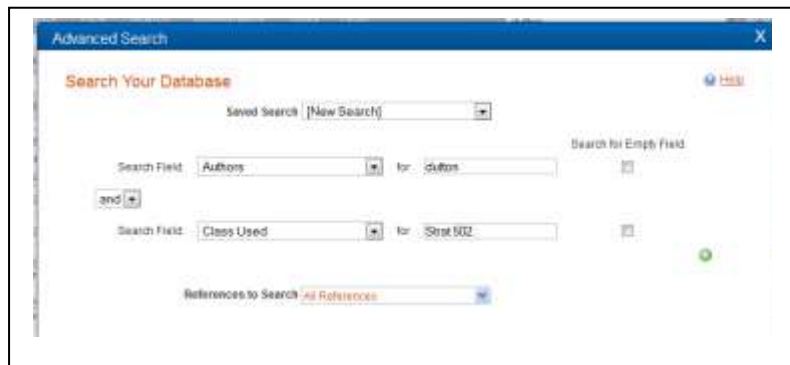 Advanced Search X
Search Your Database Help
Saved Search [New Search]
Search for Empty Field
Search Field Authors for dutton
and
Search Field Class Used for Strat 502
References to Search All References